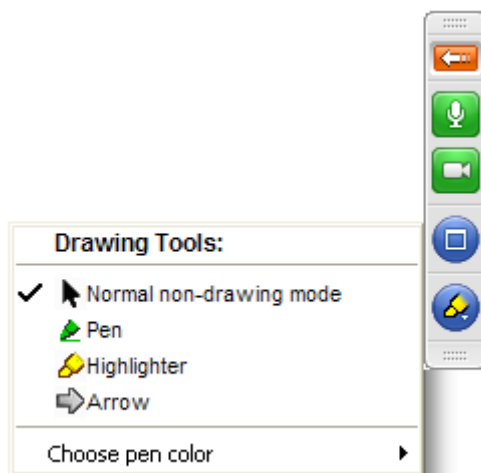 Drawing Tools:
Normal non-drawing mode
Pen
Highlighter
Arrow
Choose pen color